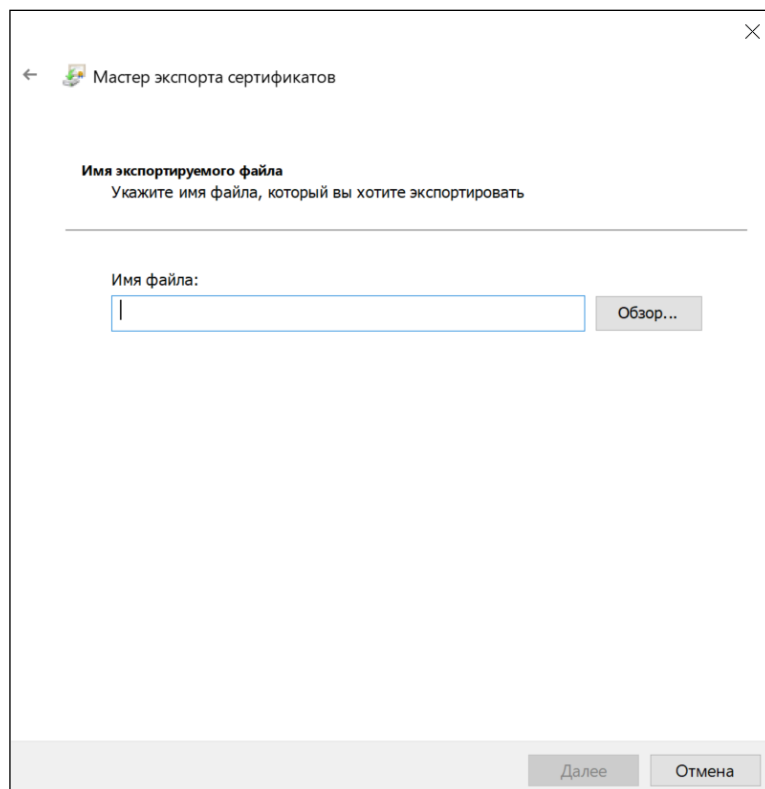 Мастер экспорта сертификатов
Имя экспортируемого файла
Укажите имя файла, который вы хотите экспортировать
Имя файла:
Обзор...
Далее
Отмена